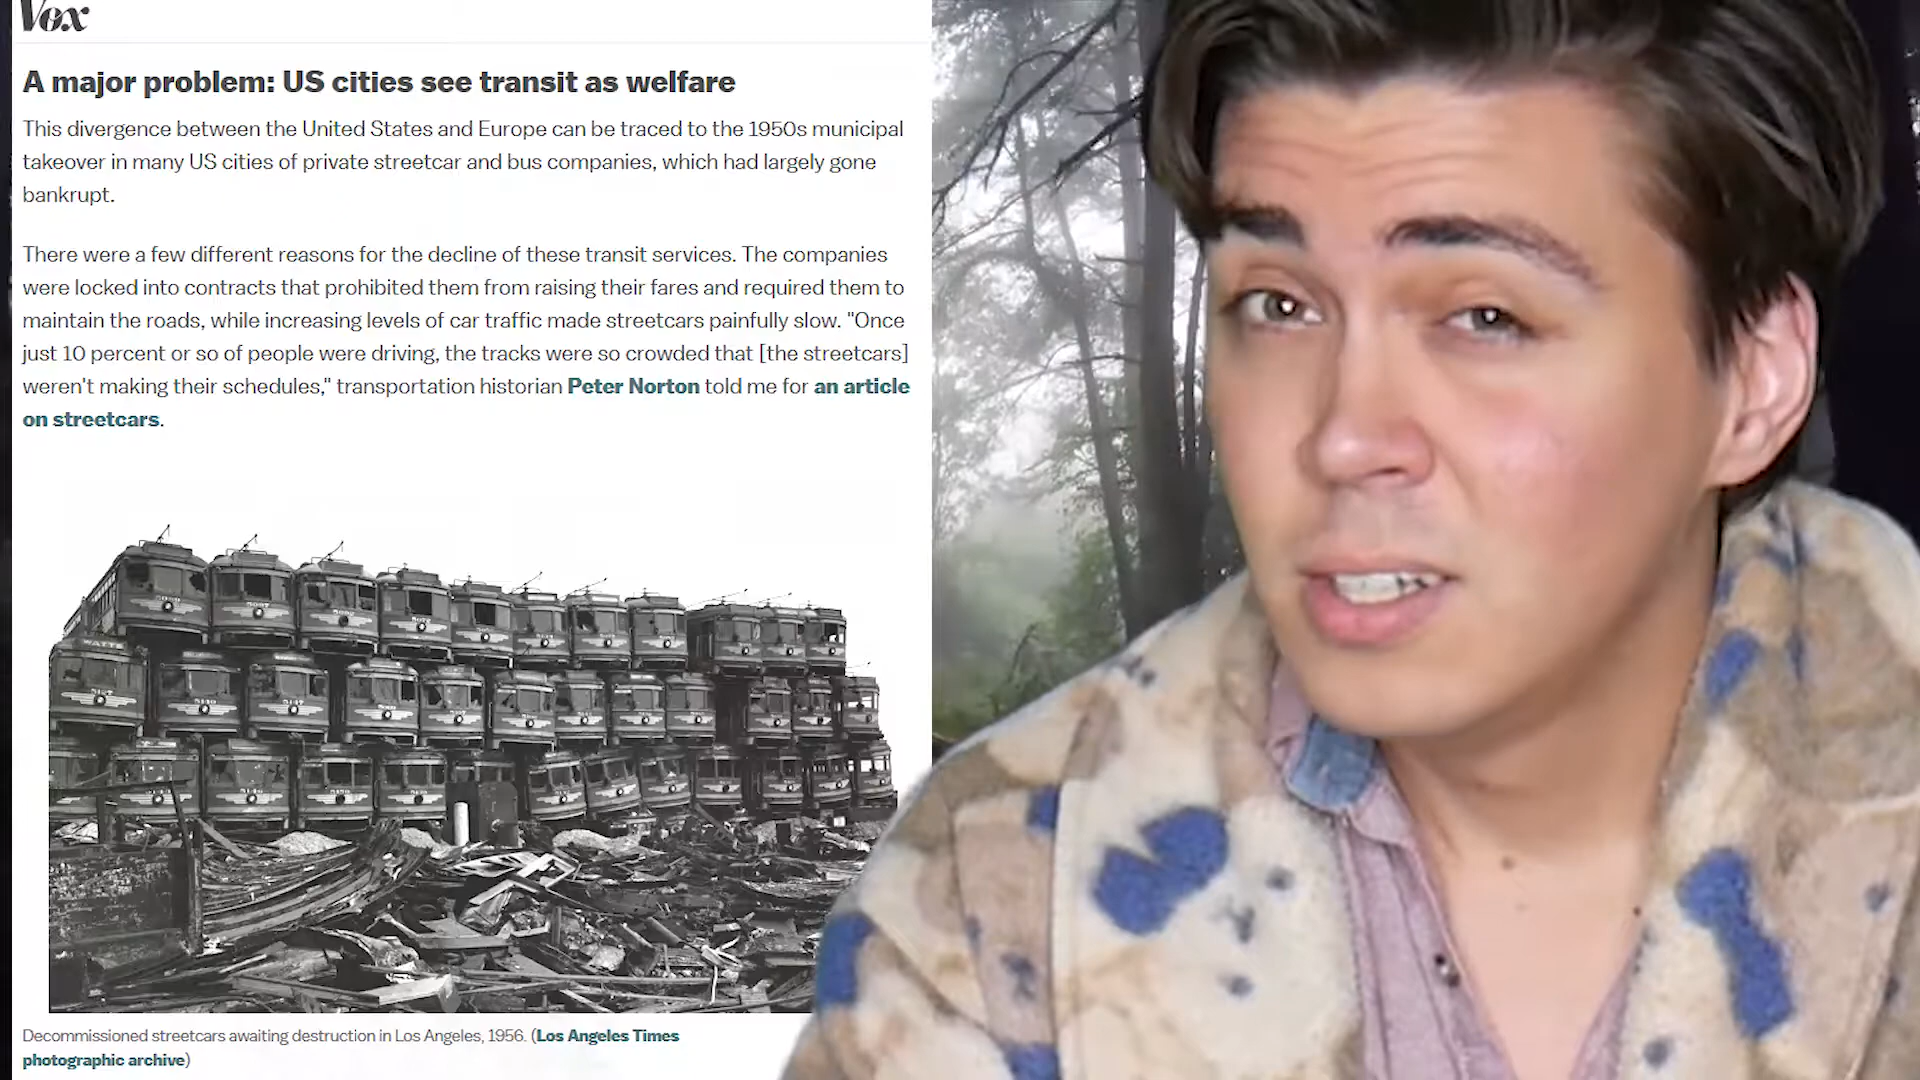 Vox
A major problem: US cities see transit as welfare
This divergence between the United States and Europe can be traced to the 1950s municipal
takeover in many US cities of private streetcar and bus companies, which had largely gone
bankrupt.
There were a few different reasons for the decline of these transit services. The companies
were locked into contracts that prohibited them from raising their fares and required them to
maintain the roads, while increasing levels of car traffic made streetcars painfully slow. "Once
just 10 percent or so of people were driving, the tracks were so crowded that [the streetcars]
weren't making their schedules," transportation historian Peter Norton told me for an article
on streetcars.
WATTS
Decommissioned streetcars awaiting destruction in Los Angeles, 1956. (Los Angeles Times
photographic archive)